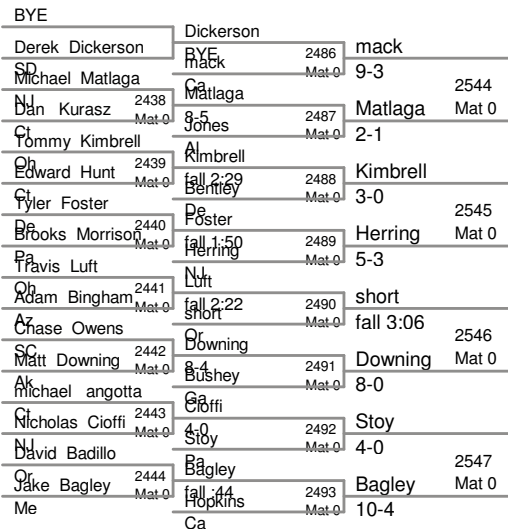 BYE
Derek Dickerson
SD
Michael Matlaga
NJ
Dan Kurasz
Ct
Tommy Kimbrell
Oh
Edward Hunt
Ct
Tyler Foster
De
Brooks Morrison
Pa
Travis Luft
Oh
Adam Bingham
Az
Chase Owens
SC
Matt Downing
Ak
michael angotta
Ct
Nicholas Cioffi
NJ
David Badillo
Or
Jake Bagley
Me
2438
Mat 0
2439
Mat 0
2440
Mat 0
2441
Mat 0
2442
Mat 0
2443
Mat 0
2444
Mat 0
Dickerson
BYE
mack
Ca
Matlaga
8-5
Jones
Al
Kimbrell
fall 2:29
Bentley
De
Foster
fall 1:50
Herring
NJ
Luft
fall 2:22
short
Or
Downing
8-4
Bushey
Ga
Cioffi
4-0
Stoy
Pa
Bagley
fall :44
Hopkins
Ca
2486
Mat 0
2487
Mat 0
2488
Mat 0
2489
Mat 0
2490
Mat 0
2491
Mat 0
2492
Mat 0
2493
Mat 0
mack
9-3
Matlaga
2-1
Kimbrell
3-0
Herring
5-3
short
fall 3:06
Downing
8-0
Stoy
4-0
Bagley
10-4
2544
Mat 0
2545
Mat 0
2546
Mat 0
2547
Mat 0